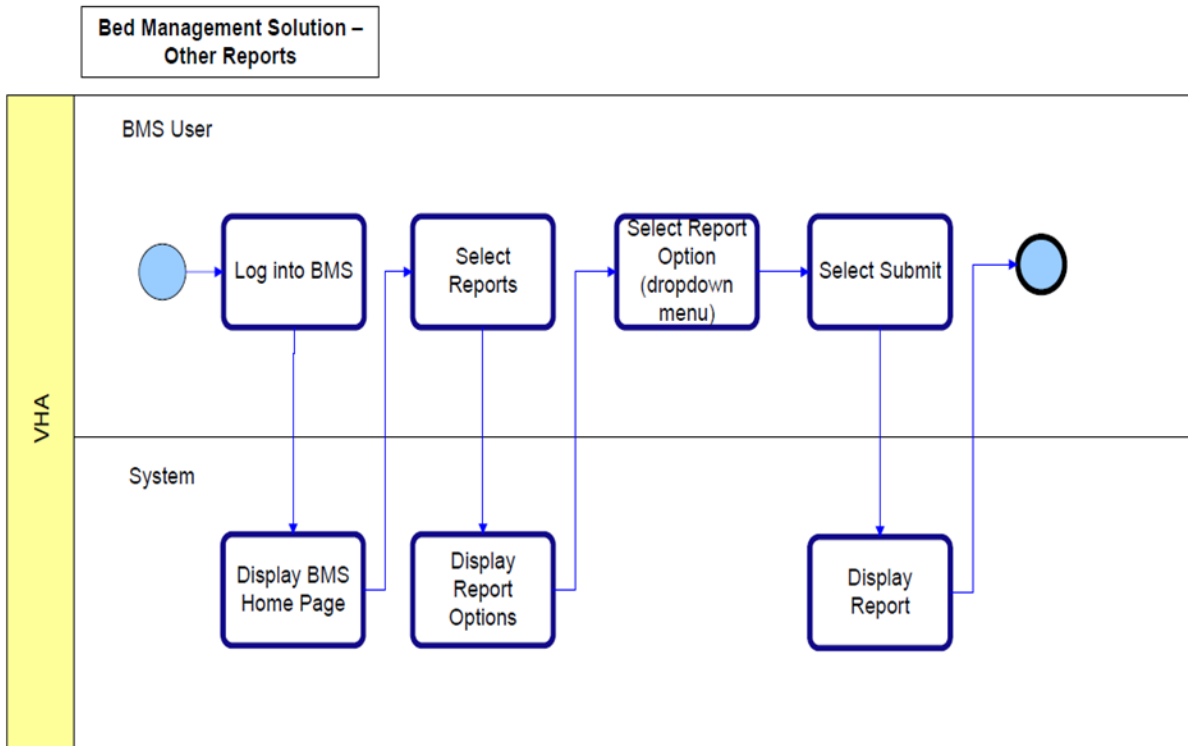 Bed Management Solution –
Other Reports
VHA
BMS User
Log into BMS
Select
Reports
Select Report
Option
(dropdown
menu)
Select Submit
System
Display BMS
Home Page
Display
Report
Options
Display
Report